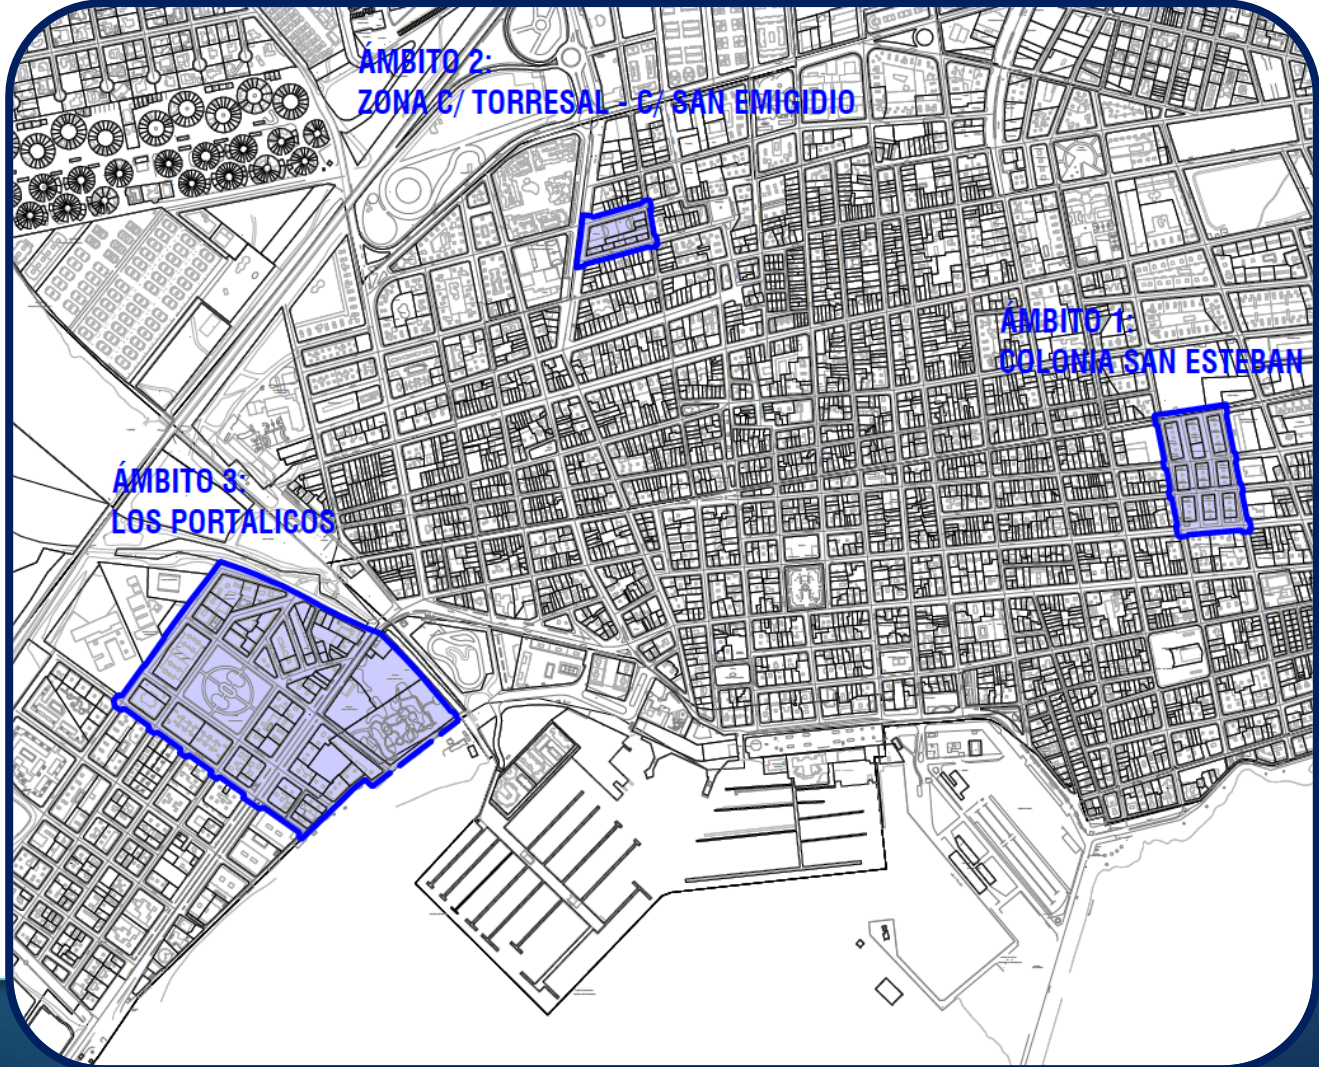 ÁMBITO 2:
ZONA C/ TORRESAL - C/ SAN EMIGIDIO
ÁMBITO 1:
COLONIA SAN ESTEBAN
ÁMBITO 3:
LOS PORTALICOS